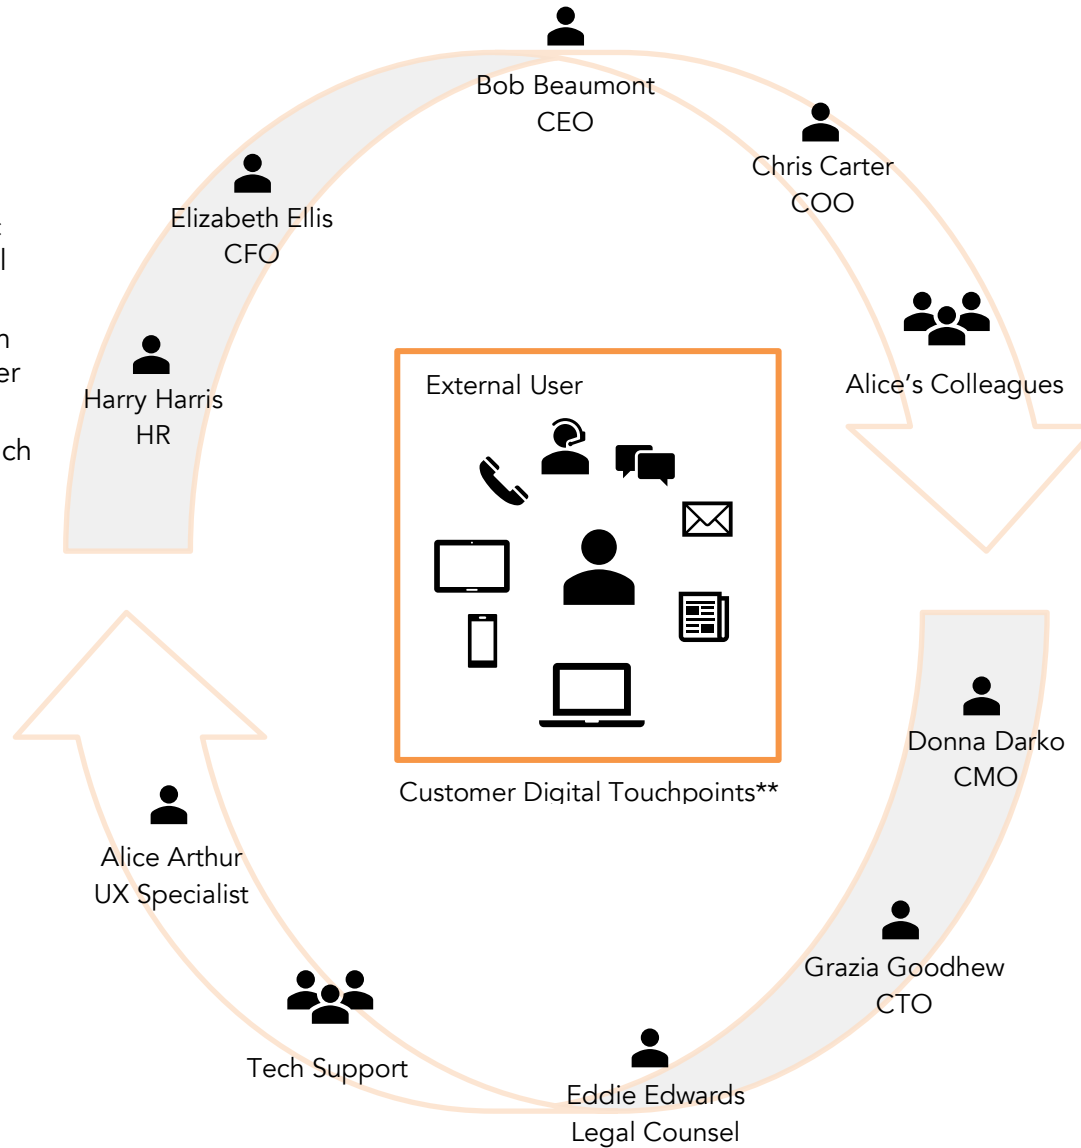 Bob Beaumont
CEO
Chris Carter
COO
Elizabeth Ellis
CFO
Alice’s Colleagues
Harry Harris
HR
External User
Customer Digital Touchpoints**
Donna Darko
CMO
Alice Arthur
UX Specialist
Grazia Goodhew
CTO
Tech Support
Eddie Edwards
Legal Counsel